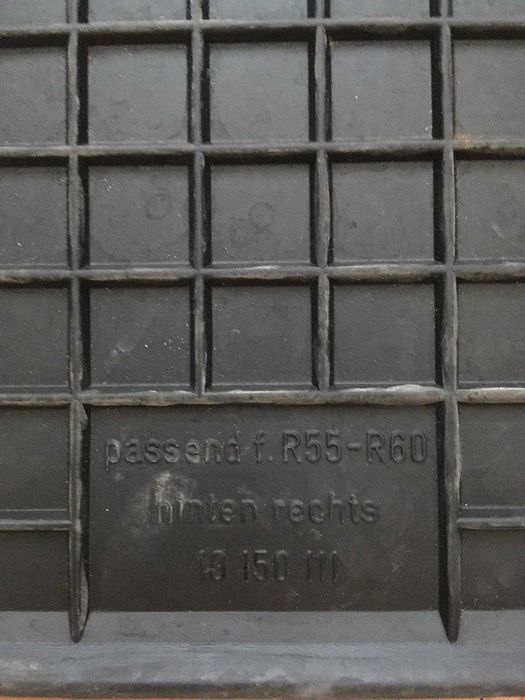 passend f. R55-R60
hinten rechts
13 150 111